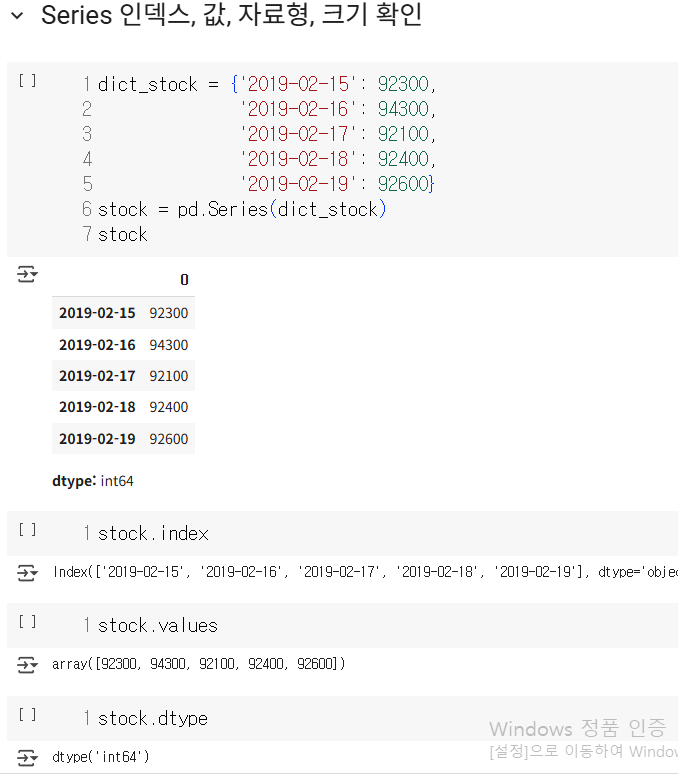 Series 인덱스, 값, 자료형, 크기 확인
[ ] 1 dict_stock = {'2019-02-15': 92300,
2 '2019-02-16': 94300,
3 '2019-02-17': 92100,
4 '2019-02-18': 92400,
5 '2019-02-19': 92600}
6 stock = pd.Series(dict_stock)
7 stock
0
2019-02-15 92300
2019-02-16 94300
2019-02-17 92100
2019-02-18 92400
2019-02-19 92600
dtype: int64
[ ] 1 stock.index
Index(['2019-02-15', '2019-02-16', '2019-02-17', '2019-02-18', '2019-02-19'], dtype='objec
[ ] 1 stock.values
array([92300, 94300, 92100, 92400, 92600])
[ ] 1 stock.dtype
dtype('int64')
Windows 정품 인증
[설정]으로 이동하여 Window